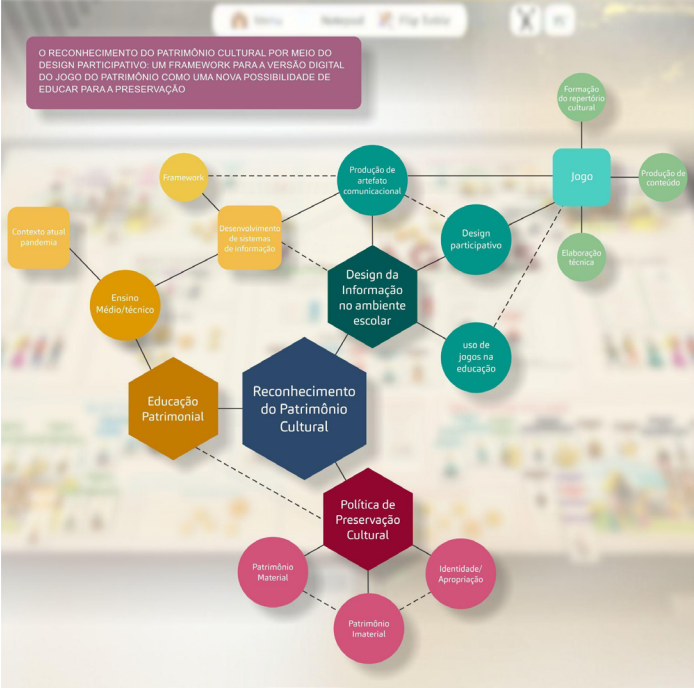 Menu
Notepad
Flip Table
O RECONHECIMENTO DO PATRIMÔNIO CULTURAL POR MEIO DO
DESIGN PARTICIPATIVO: UM FRAMEWORK PARA A VERSÃO DIGITAL
DO JOGO DO PATRIMÔNIO COMO UMA NOVA POSSIBILIDADE DE
EDUCAR PARA A PRESERVAÇÃO
Formação
do repertório
cultural
Framework
Produção de
artefato
comunicacional
Jogo
Produção de
conteúdo
Contexto atual
pandemia
Desenvolvimento
de sistemas
de informação
Design
participativo
Elaboração
técnica
Ensino
Médio/técnico
Design da
Informação
no ambiente
escolar
uso de
jogos na
educação
Educação
Patrimonial
Reconhecimento
do Patrimônio
Cultural
Política de
Preservação
Cultural
Patrimônio
Material
Identidade/
Apropriação
Patrimônio
Imaterial